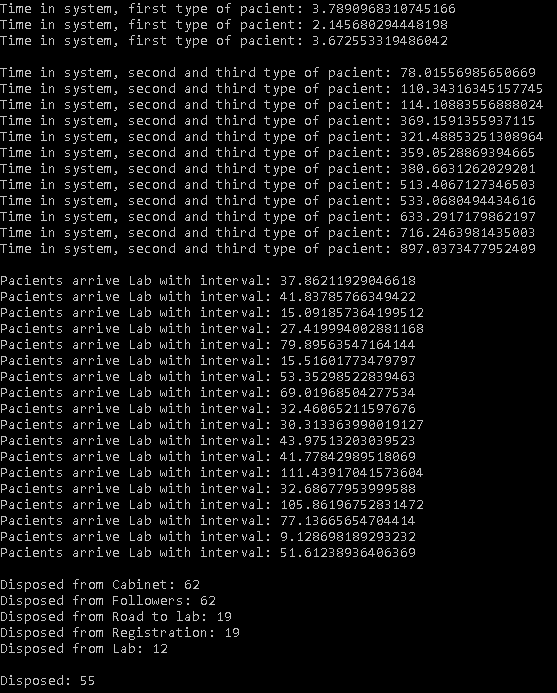 Time in system, first type of pacient: 3.7890968310745166
Time in system, first type of pacient: 2.145680294448198
Time in system, first type of pacient: 3.672553319486042
Time in system, second and third type of pacient: 78.01556985650669
Time in system, second and third type of pacient: 110.34316345157745
Time in system, second and third type of pacient: 114.10883556888024
Time in system, second and third type of pacient: 369.1591355937115
Time in system, second and third type of pacient: 321.48853251308964
Time in system, second and third type of pacient: 359.0528869394665
Time in system, second and third type of pacient: 380.6631262029201
Time in system, second and third type of pacient: 513.4067127346503
Time in system, second and third type of pacient: 533.0680494434616
Time in system, second and third type of pacient: 633.2917179862197
Time in system, second and third type of pacient: 716.2463981435003
Time in system, second and third type of pacient: 897.0373477952409
Pacients arrive Lab with interval: 37.86211929046618
Pacients arrive Lab with interval: 41.83785766349422
Pacients arrive Lab with interval: 15.091857364199512
Pacients arrive Lab with interval: 27.419994002881168
Pacients arrive Lab with interval: 79.89563547164144
Pacients arrive Lab with interval: 15.51601773479797
Pacients arrive Lab with interval: 53.35298522839463
Pacients arrive Lab with interval: 69.01968504277534
Pacients arrive Lab with interval: 32.46065211597676
Pacients arrive Lab with interval: 30.313363990019127
Pacients arrive Lab with interval: 43.97513203039523
Pacients arrive Lab with interval: 41.77842989518069
Pacients arrive Lab with interval: 111.43917041573604
Pacients arrive Lab with interval: 32.68677953999588
Pacients arrive Lab with interval: 105.86196752831472
Pacients arrive Lab with interval: 77.13665654704414
Pacients arrive Lab with interval: 9.128698189293232
Pacients arrive Lab with interval: 51.61238936406369
Disposed from Cabinet: 62
Disposed from Followers: 62
Disposed from Road to lab: 19
Disposed from Registration: 19
Disposed from Lab: 12
Disposed: 55